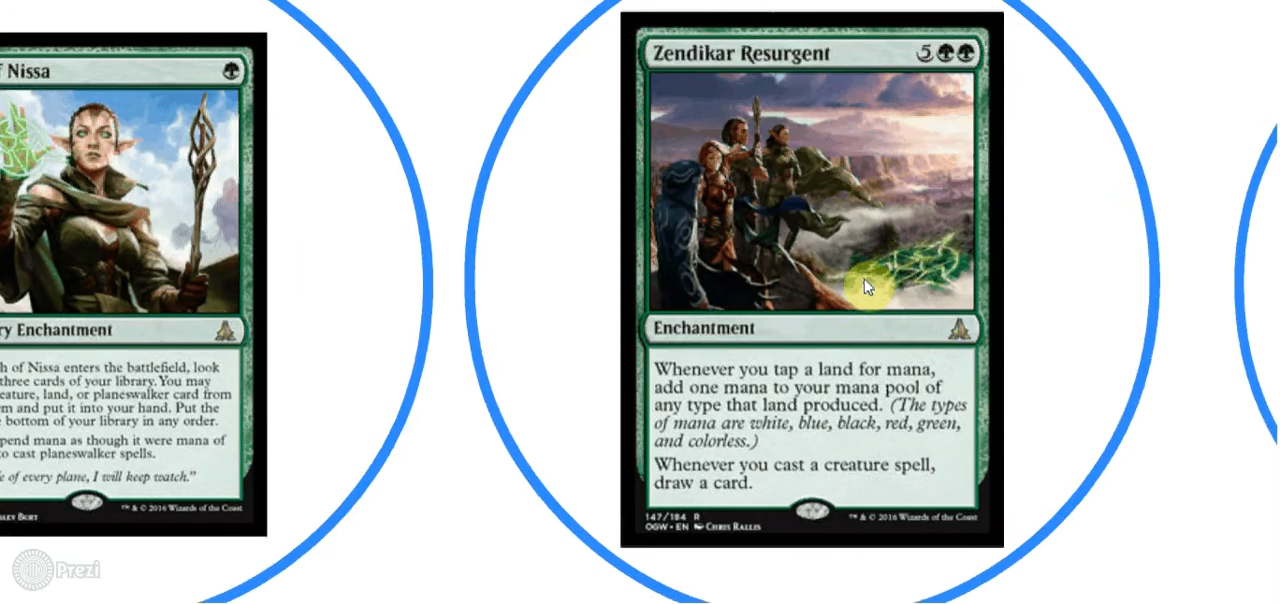 f Nissa
ry Enchantment
h of Nissa enters the battlefield, look
three cards of your library. You may
eature, land, or planeswalker card from
m and put it into your hand. Put the
bottom of your library in any order.
pend mana as though it were mana of
o cast planeswalker spells.
e of every plane, I will keep watch."
SLEY BURT
™ & © 2016 Wizards of the Coast
Prezi
Zendikar Resurgent 5
Enchantment
Whenever you tap a land for mana,
add one mana to your mana pool of
any type that land produced. (The types
of mana are white, blue, black, red, green,
and colorless.)
Whenever you cast a creature spell,
draw a card.
147/184 R
OGW • EN CHRIS RALLIS
™ & © 2016 Wizards of the Coast